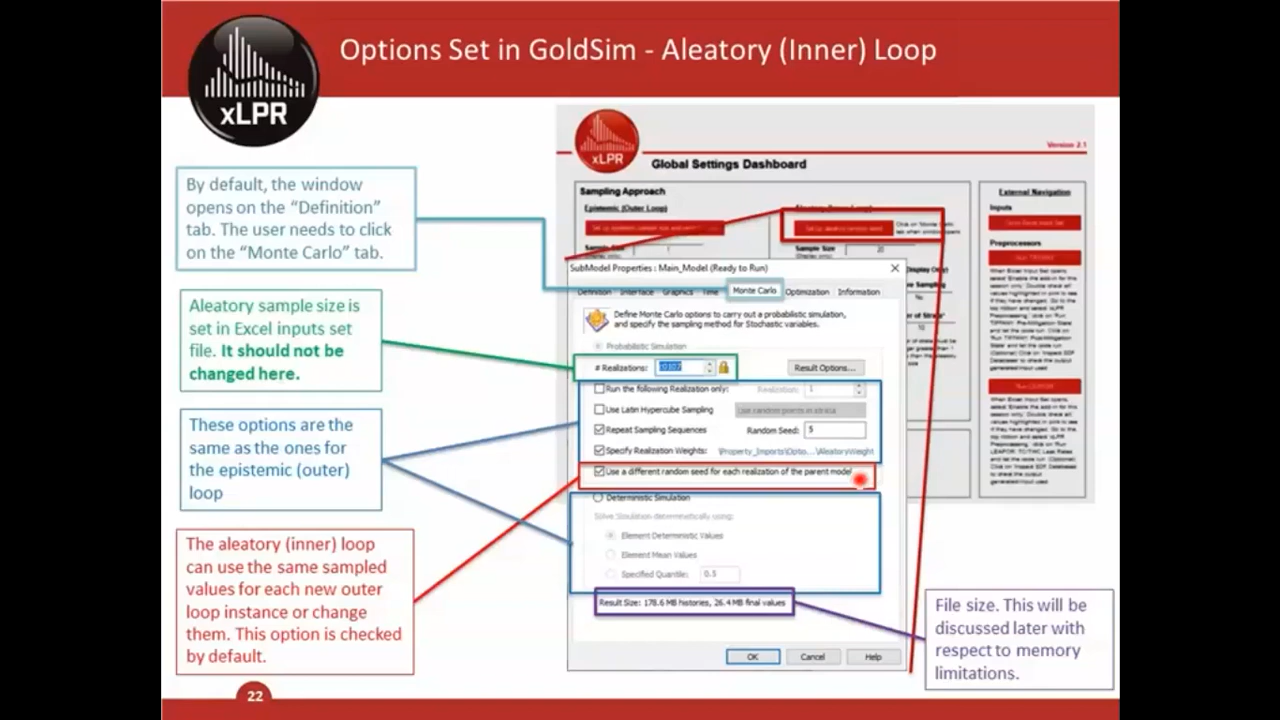 Options Set in GoldSim - Aleatory (Inner) Loop
xLPR
By default, the window
opens on the “Definition”
tab. The user needs to click
on the “Monte Carlo” tab.
Aleatory sample size is
set in Excel inputs set
file. It should not be
changed here.
These options are the
same as the ones for
the epistemic (outer)
loop
The aleatory (inner) loop
can use the same sampled
values for each new outer
loop instance or change
them. This option is checked
by default.
xLPR
Version 2.1
Global Settings Dashboard
Sampling Approach
Epistemic (Outer Loop)
Sample Size
Sample Size
20
External Navigation
Inputs
Preprocessors
SubModel Properties : Main_Model (Ready to Run)
Definition Interface Graphics Time Monte Carlo Optimization Information
Define Monte Carlo options to carry out a probabilistic simulation,
and specify the sampling method for Stochastic variables.
Probabilistic Simulation
# Realizations:
Result Options...
Run the following Realization only: Realization: 1
Use Latin Hypercube Sampling
Repeat Sampling Sequences Random Seed: 5
Specify Realization Weights: \Property_Imports\Opto...\AleatoryWeight
Use a different random seed for each realization of the parent model
Deterministic Simulation
Solve Simulation deterministically using:
Element Deterministic Values
Element Mean Values
Specified Quantile: 0.5
Result Size: 178.6 MB histories, 26.4 MB final values
OK Cancel Help
File size. This will be
discussed later with
respect to memory
limitations.
22